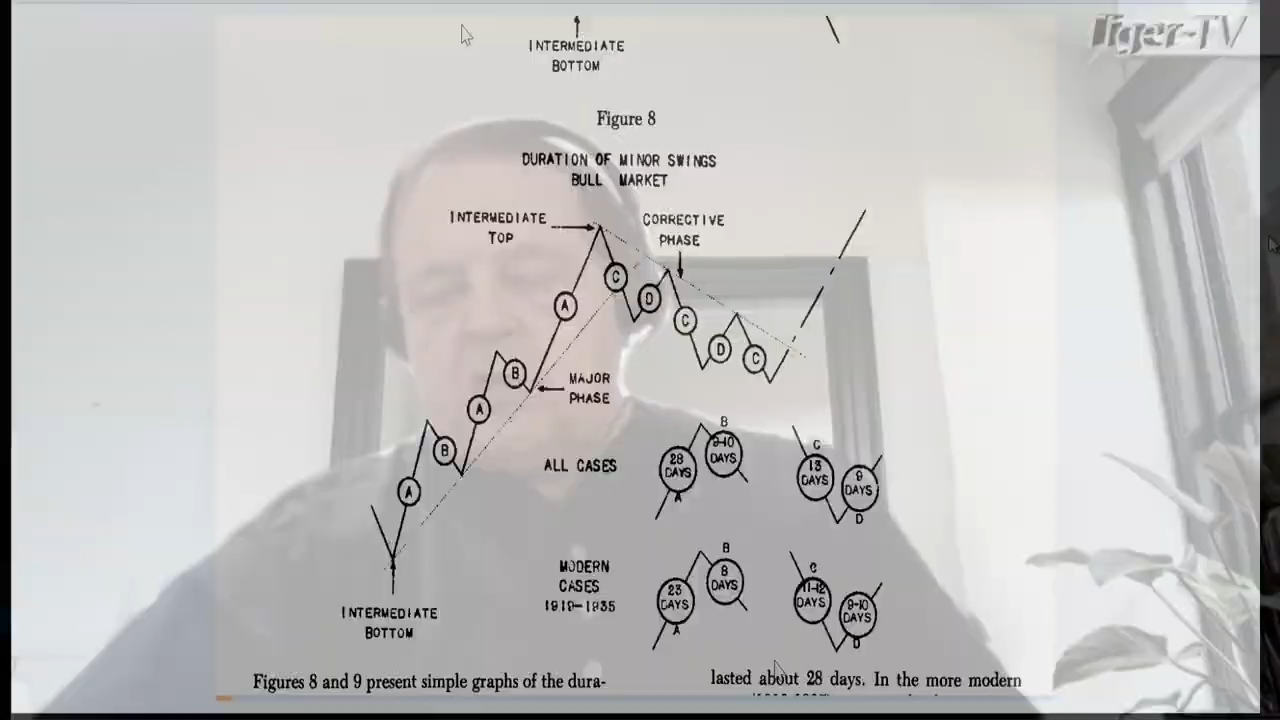 Tiger-TV
INTERMEDIATE
BOTTOM
Figure 8
DURATION OF MINOR SWINGS
BULL MARKET
INTERMEDIATE
TOP
CORRECTIVE
PHASE
A
C
D
C
D
C
B
A
B
A
MAJOR
PHASE
ALL CASES
28
DAYS
A
B
9-10
DAYS
C
13
DAYS
9
DAYS
D
MODERN
CASES
1919-1935
23
DAYS
A
B
8
DAYS
C
11-12
DAYS
9-10
DAYS
D
INTERMEDIATE
BOTTOM
Figures 8 and 9 present simple graphs of the dura-
lasted about 28 days. In the more modern